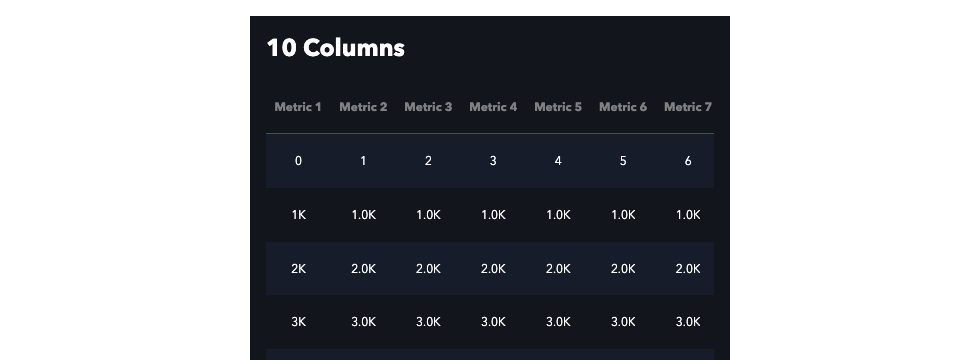 10 Columns
Metric 1 Metric 2 Metric 3 Metric 4 Metric 5 Metric 6 Metric 7
0 1 2 3 4 5 6
1K 1.0K 1.0K 1.0K 1.0K 1.0K 1.0K
2K 2.0K 2.0K 2.0K 2.0K 2.0K 2.0K
3K 3.0K 3.0K 3.0K 3.0K 3.0K 3.0K